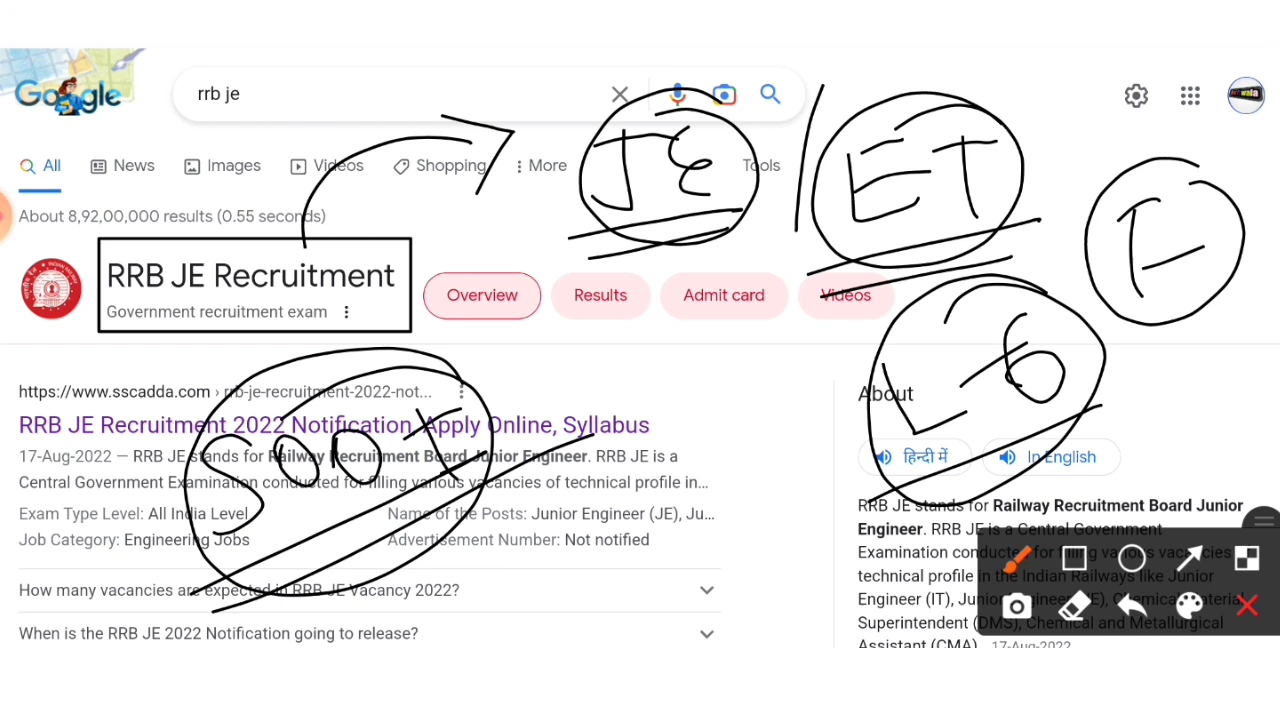 Google
rrb je
All News Images Videos Shopping More Tools
JE / ET
T-
About 8,92,00,000 results (0.55 seconds)
RRB JE Recruitment
Government recruitment exam
Overview Results Admit card Videos
L-6
https://www.sscadda.com › rrb-je-recruitment-2022-not...
RRB JE Recruitment 2022 Notification, Apply Online, Syllabus
17-Aug-2022 — RRB JE stands for Railway Recruitment Board Junior Engineer. RRB JE is a
Central Government Examination conducted for filling various vacancies of technical profile in...
Exam Type Level: All India Level Name of the Posts: Junior Engineer (JE), Ju...
Job Category: Engineering Jobs Advertisement Number: Not notified
How many vacancies are expected in RRB JE Vacancy 2022?
When is the RRB JE 2022 Notification going to release?
About
हिन्दी में In English
RRB JE stands for Railway Recruitment Board Junior
Engineer. RRB JE is a Central Government
Examination conducted for filling various vacancies
technical profile in the Indian Railways like Junior
Engineer (IT), Junior Engineer (JE), Chemical Material
Superintendent (DMS), Chemical and Metallurgical
Assistant (CMA) 17-Aug-2022